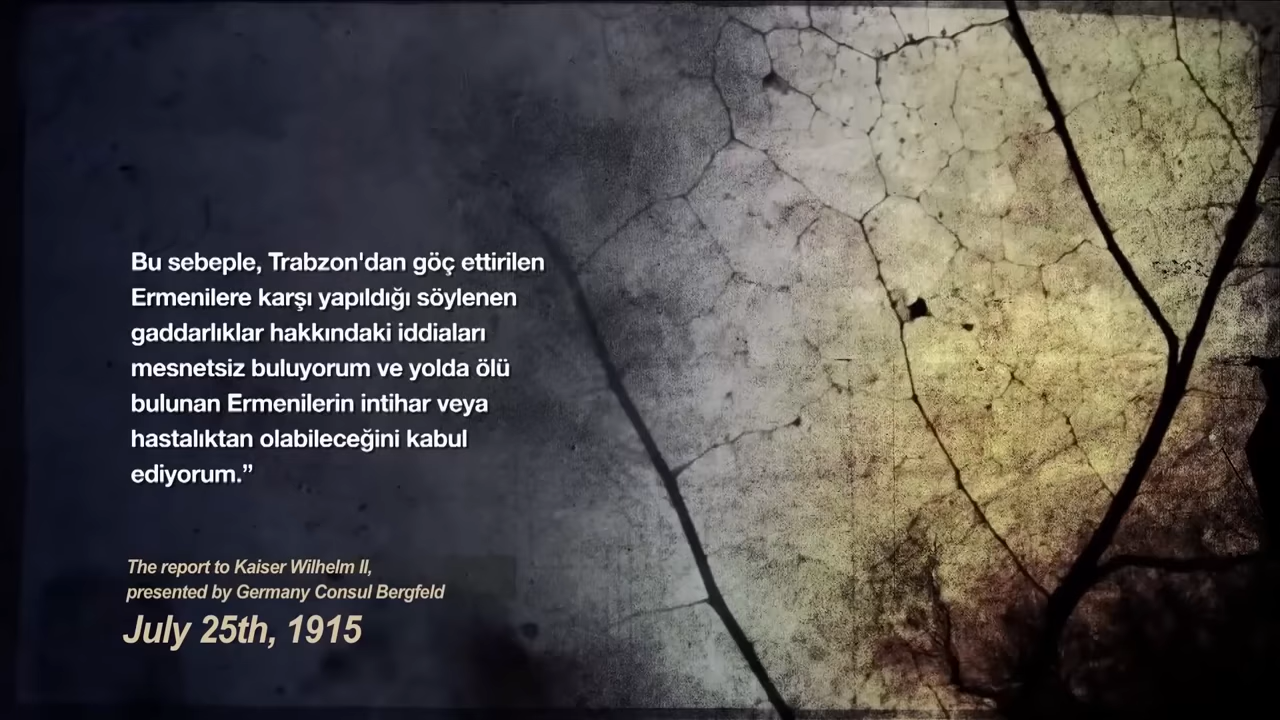 Bu sebeple, Trabzon'dan göç ettirilen
Ermenilere karşı yapıldığı söylenen
gaddarlıklar hakkındaki iddiaları
mesnetsiz buluyorum ve yolda ölü
bulunan Ermenilerin intihar veya
hastalıktan olabileceğini kabul
ediyorum.”
The report to Kaiser Wilhelm II,
presented by Germany Consul Bergfeld
July 25th, 1915